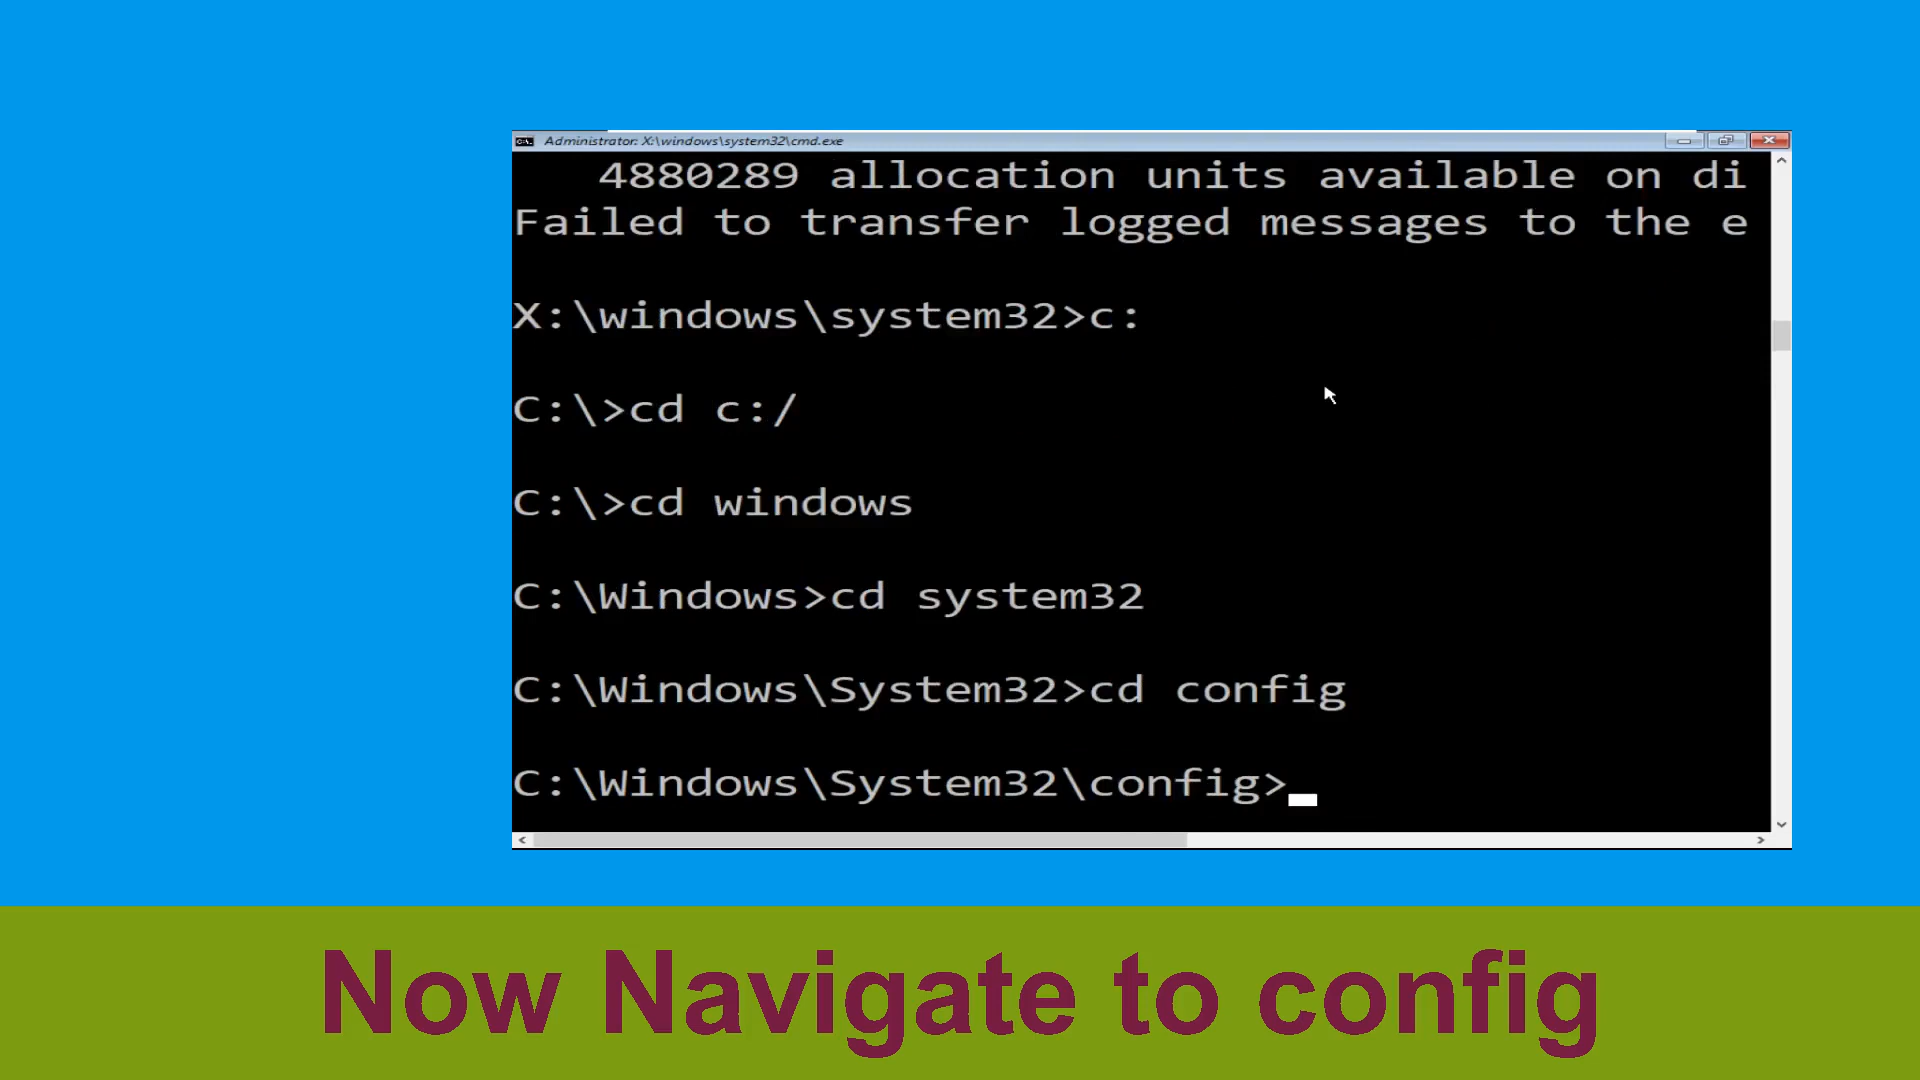 Administrator: X:\windows\system32\cmd.exe
4880289 allocation units available on di
Failed to transfer logged messages to the e
X:\windows\system32>c:
C:\>cd c:/
C:\>cd windows
C:\Windows>cd system32
C:\Windows\System32>cd config
C:\Windows\System32\config>
Now Navigate to config